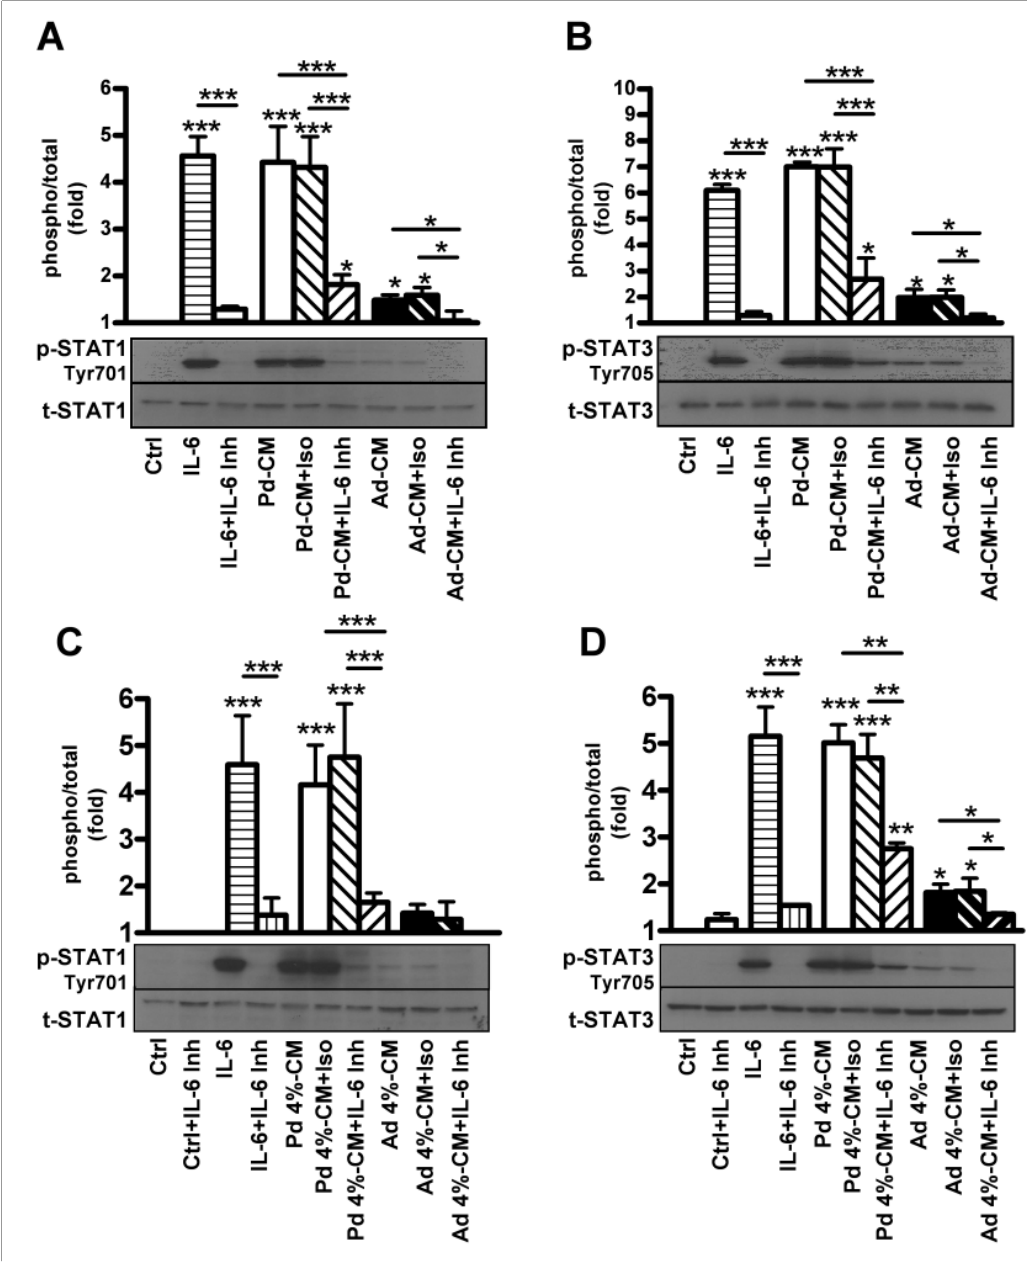 A
***
***
***
***
***
***
*
*
*
*
*
6
5
4
3
2
1
phospho/total
(fold)
p-STAT1
Tyr701
t-STAT1
Ctrl
IL-6
IL-6+IL-6 Inh
Pd-CM
Pd-CM+Iso
Pd-CM+IL-6 Inh
Ad-CM
Ad-CM+Iso
Ad-CM+IL-6 Inh
B
***
***
***
***
***
***
*
*
*
*
*
10
9
8
7
6
5
4
3
2
1
phospho/total
(fold)
p-STAT3
Tyr705
t-STAT3
Ctrl
IL-6
IL-6+IL-6 Inh
Pd-CM
Pd-CM+Iso
Pd-CM+IL-6 Inh
Ad-CM
Ad-CM+Iso
Ad-CM+IL-6 Inh
C
***
***
***
***
***
***
6
5
4
3
2
1
phospho/total
(fold)
p-STAT1
Tyr701
t-STAT1
Ctrl
Ctrl+IL-6 Inh
IL-6
IL-6+IL-6 Inh
Pd 4%-CM
Pd 4%-CM+Iso
Pd 4%-CM+IL-6 Inh
Ad 4%-CM
Ad 4%-CM+Iso
Ad 4%-CM+IL-6 Inh
D
**
***
**
***
***
***
**
*
*
*
*
6
5
4
3
2
1
phospho/total
(fold)
p-STAT3
Tyr705
t-STAT3
Ctrl
Ctrl+IL-6 Inh
IL-6
IL-6+IL-6 Inh
Pd 4%-CM
Pd 4%-CM+Iso
Pd 4%-CM+IL-6 Inh
Ad 4%-CM
Ad 4%-CM+Iso
Ad 4%-CM+IL-6 Inh